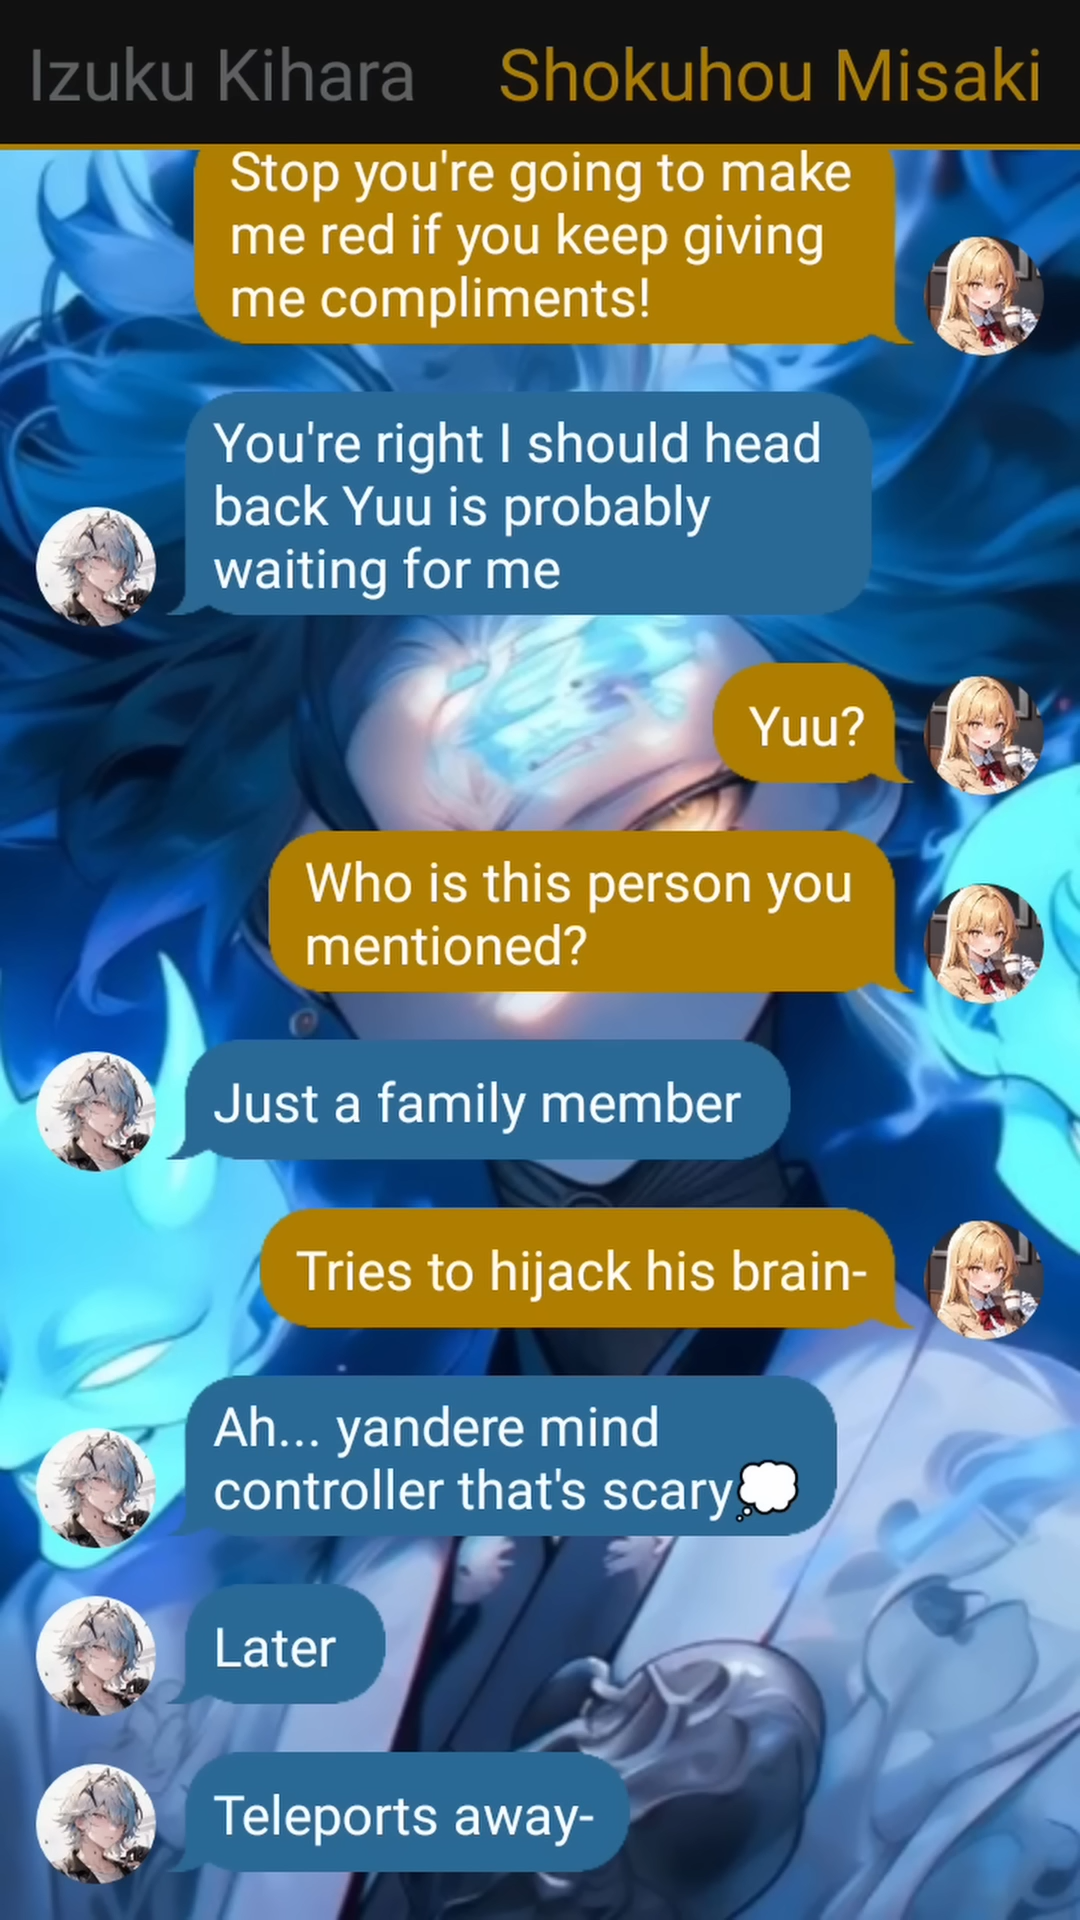 Izuku Kihara
Shokuhou Misaki
Stop you're going to make
me red if you keep giving
me compliments!
You're right I should head
back Yuu is probably
waiting for me
Yuu?
Who is this person you
mentioned?
Just a family member
Tries to hijack his brain-
Ah... yandere mind
controller that's scary💭
Later
Teleports away-